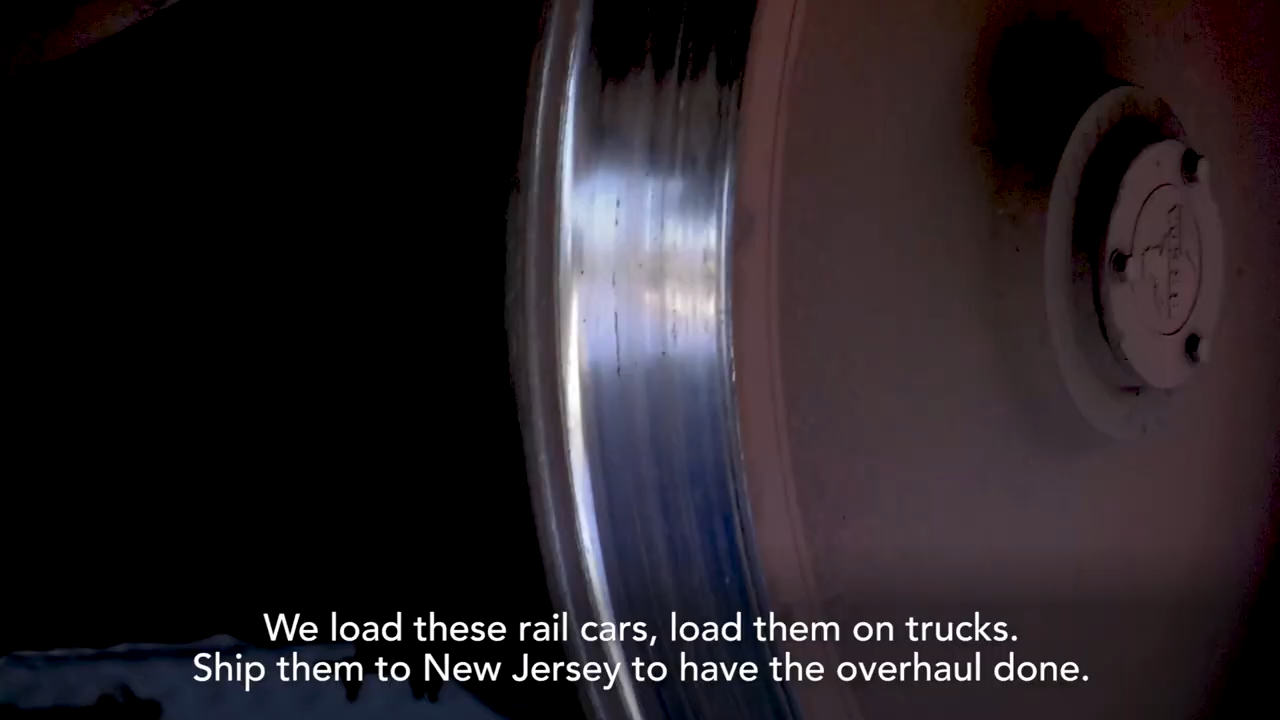 We load these rail cars, load them on trucks.
Ship them to New Jersey to have the overhaul done.